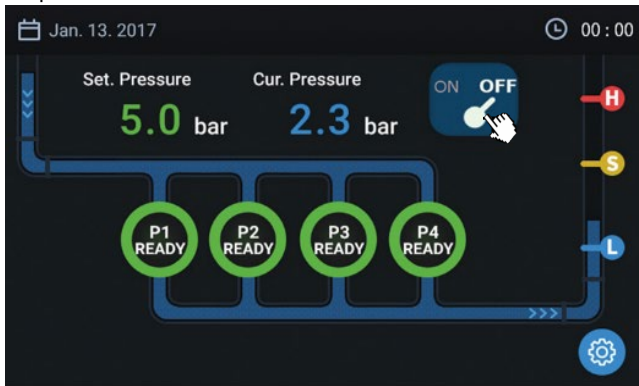 Jan. 13. 2017
00 : 00
Set. Pressure
Cur. Pressure
ON OFF
5.0 bar
2.3 bar
H
S
P1
READY
P2
READY
P3
READY
P4
READY
L
>>>